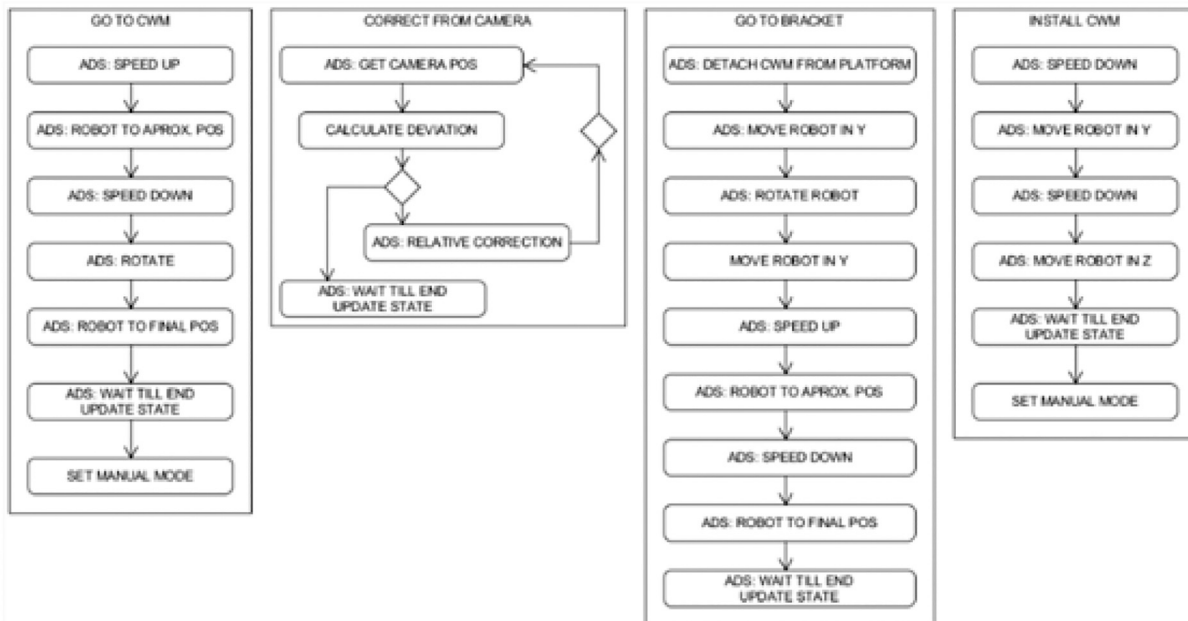 GO TO CWM
ADS: SPEED UP
ADS: ROBOT TO APROX. POS
ADS: SPEED DOWN
ADS: ROTATE
ADS: ROBOT TO FINAL POS
ADS: WAIT TILL END
UPDATE STATE
SET MANUAL MODE
CORRECT FROM CAMERA
ADS: GET CAMERA POS
CALCULATE DEVIATION
ADS: RELATIVE CORRECTION
ADS: WAIT TILL END
UPDATE STATE
GO TO BRACKET
ADS: DETACH CWM FROM PLATFORM
ADS: MOVE ROBOT IN Y
ADS: ROTATE ROBOT
MOVE ROBOT IN Y
ADS: SPEED UP
ADS: ROBOT TO APROX. POS
ADS: SPEED DOWN
ADS: ROBOT TO FINAL POS
ADS: WAIT TILL END
UPDATE STATE
INSTALL CWM
ADS: SPEED DOWN
ADS: MOVE ROBOT IN Y
ADS: SPEED DOWN
ADS: MOVE ROBOT IN Z
ADS: WAIT TILL END
UPDATE STATE
SET MANUAL MODE